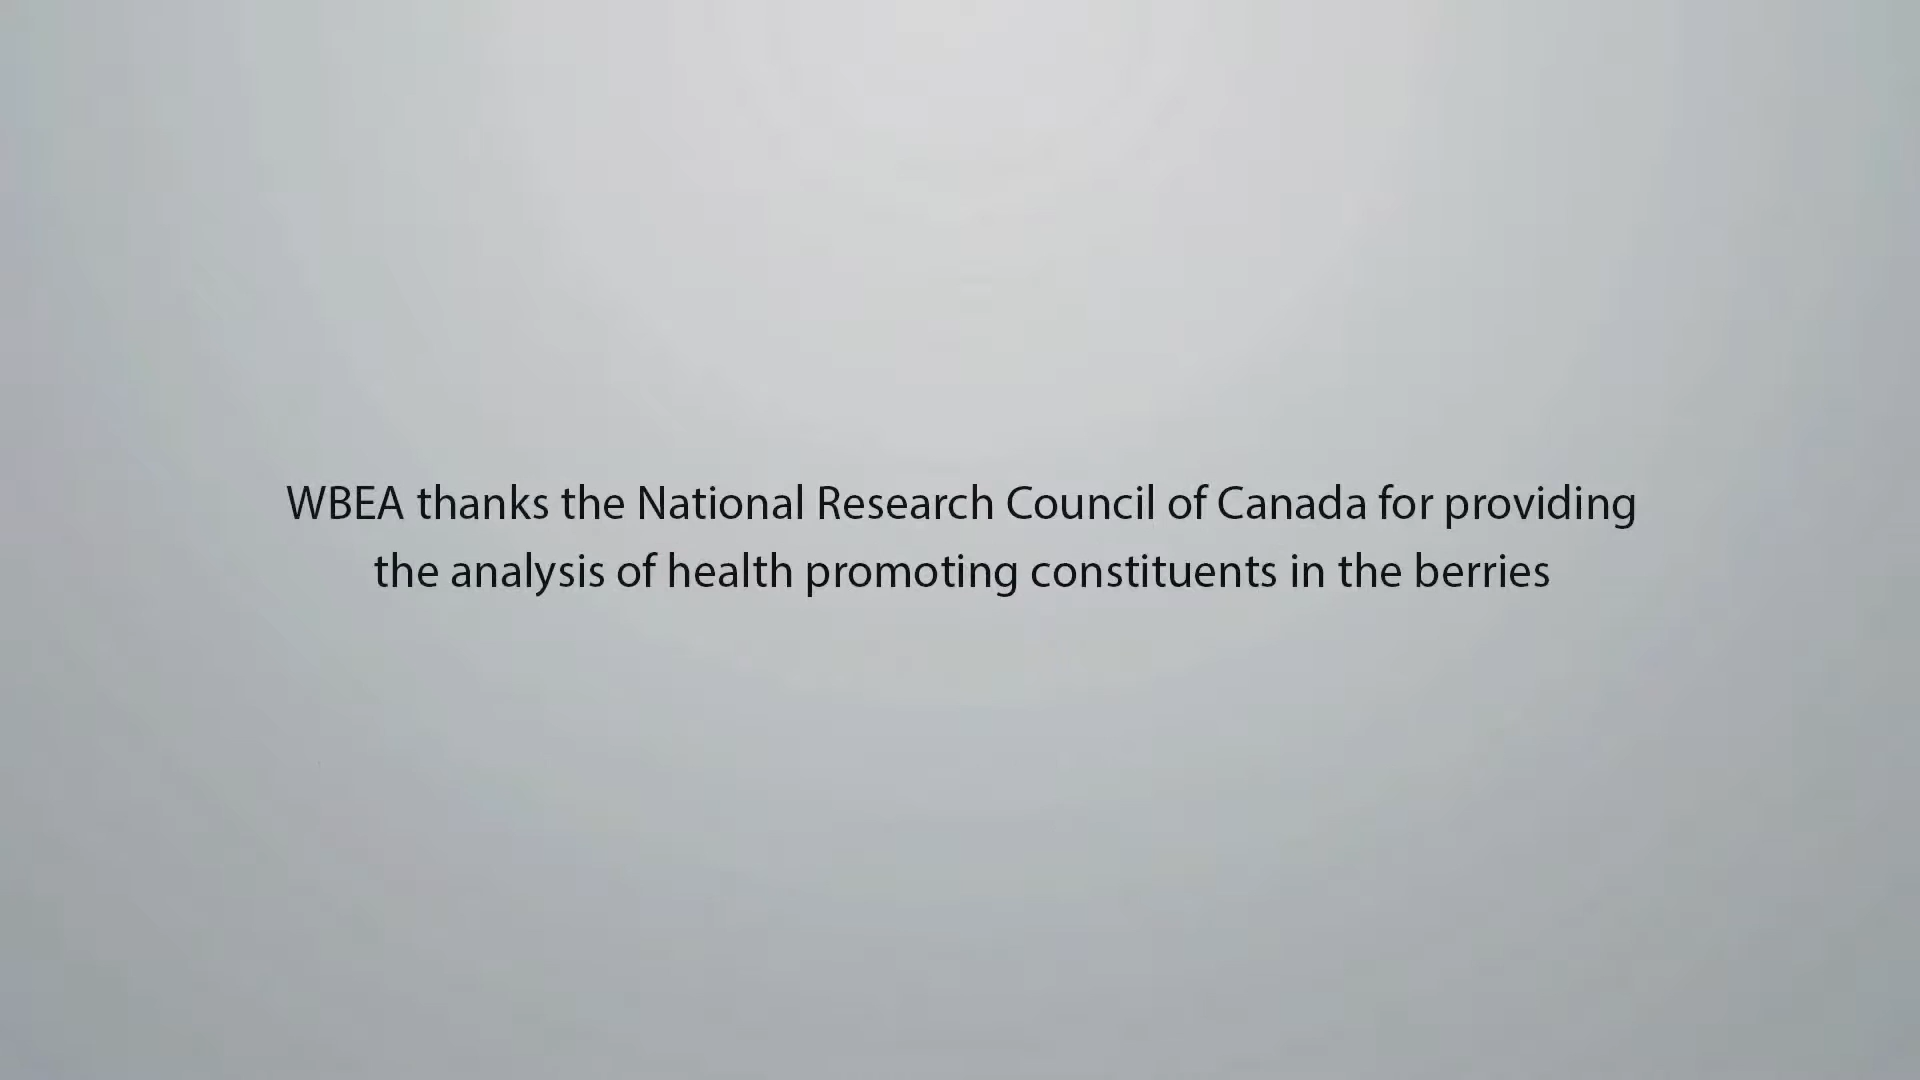 WBEA thanks the National Research Council of Canada for providing
the analysis of health promoting constituents in the berries